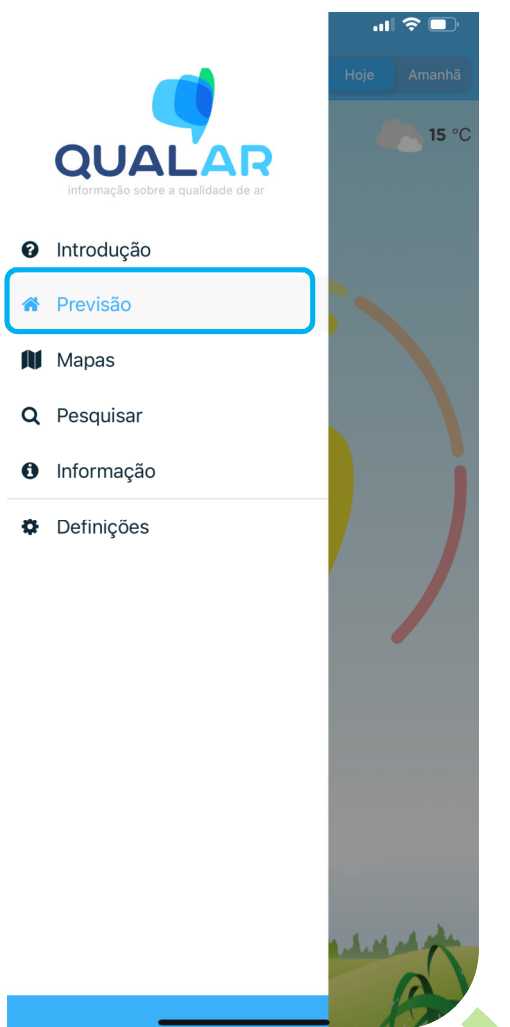 Hoje Amanhã
15 °C
QUALAR
informação sobre a qualidade de ar
Introdução
Previsão
Mapas
Pesquisar
Informação
Definições